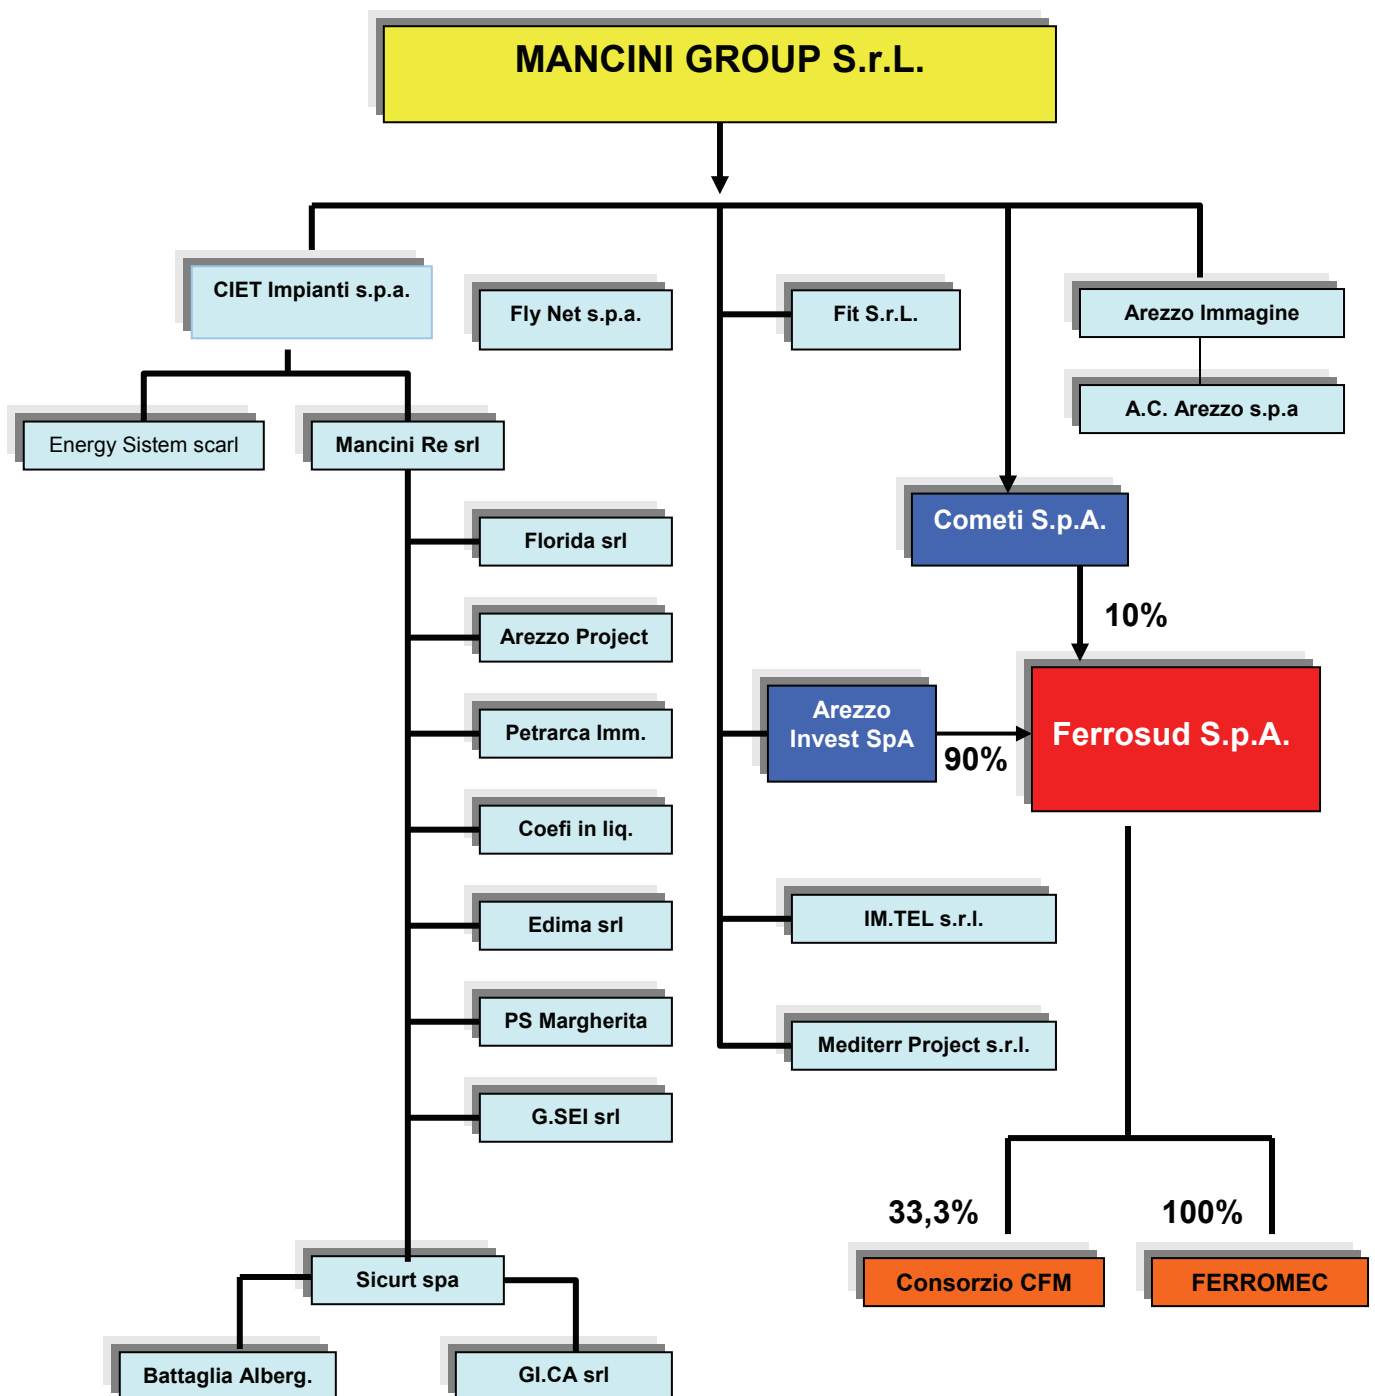 MANCINI GROUP S.r.L.
CIET Impianti s.p.a.
Fly Net s.p.a.
Fit S.r.L.
Arezzo Immagine
A.C. Arezzo s.p.a
Energy Sistem scarl
Mancini Re srl
Cometi S.p.A.
Florida srl
10%
Arezzo Project
Arezzo
Invest SpA
90%
Ferrosud S.p.A.
Petrarca Imm.
Coefi in liq.
Edima srl
IM.TEL s.r.l.
PS Margherita
Mediterr Project s.r.l.
G.SEI srl
33,3%
100%
Sicurt spa
Consorzio CFM
FERROMEC
Battaglia Alberg.
GI.CA srl